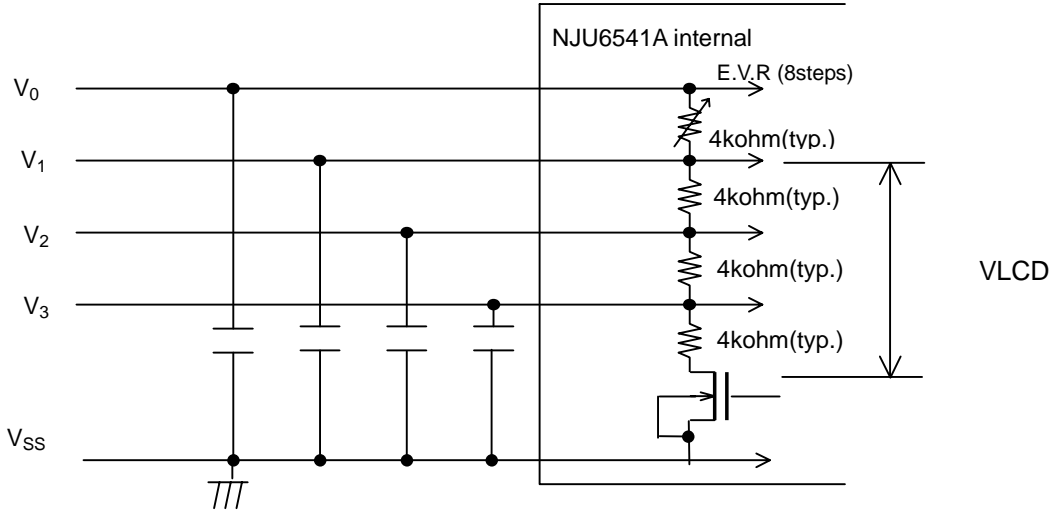 NJU6541A internal
E.V.R (8steps)
V0
4kohm(typ.)
V1
4kohm(typ.)
V2
4kohm(typ.)
VLCD
V3
4kohm(typ.)
VSS